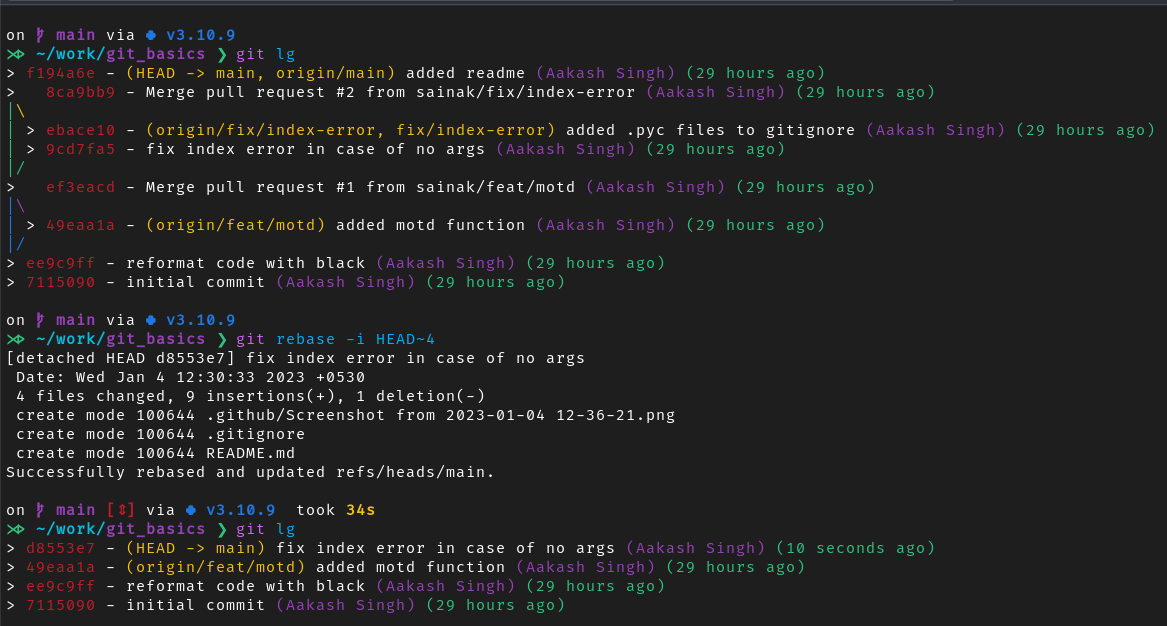 on main via v3.10.9
~/work/git_basics ❯ git lg
> f194a6e - (HEAD -> main, origin/main) added readme (Aakash Singh) (29 hours ago)
>   8ca9bb9 - Merge pull request #2 from sainak/fix/index-error (Aakash Singh) (29 hours ago)
|\
| > ebace10 - (origin/fix/index-error, fix/index-error) added .pyc files to gitignore (Aakash Singh) (29 hours ago)
| > 9cd7fa5 - fix index error in case of no args (Aakash Singh) (29 hours ago)
|/
>   ef3eacd - Merge pull request #1 from sainak/feat/motd (Aakash Singh) (29 hours ago)
|\
| > 49eaa1a - (origin/feat/motd) added motd function (Aakash Singh) (29 hours ago)
|/
> ee9c9ff - reformat code with black (Aakash Singh) (29 hours ago)
> 7115090 - initial commit (Aakash Singh) (29 hours ago)
on main via v3.10.9
~/work/git_basics ❯ git rebase -i HEAD~4
[detached HEAD d8553e7] fix index error in case of no args
 Date: Wed Jan 4 12:30:33 2023 +0530
 4 files changed, 9 insertions(+), 1 deletion(-)
 create mode 100644 .github/Screenshot from 2023-01-04 12-36-21.png
 create mode 100644 .gitignore
 create mode 100644 README.md
Successfully rebased and updated refs/heads/main.
on main [⇕] via v3.10.9  took 34s
~/work/git_basics ❯ git lg
> d8553e7 - (HEAD -> main) fix index error in case of no args (Aakash Singh) (10 seconds ago)
> 49eaa1a - (origin/feat/motd) added motd function (Aakash Singh) (29 hours ago)
> ee9c9ff - reformat code with black (Aakash Singh) (29 hours ago)
> 7115090 - initial commit (Aakash Singh) (29 hours ago)